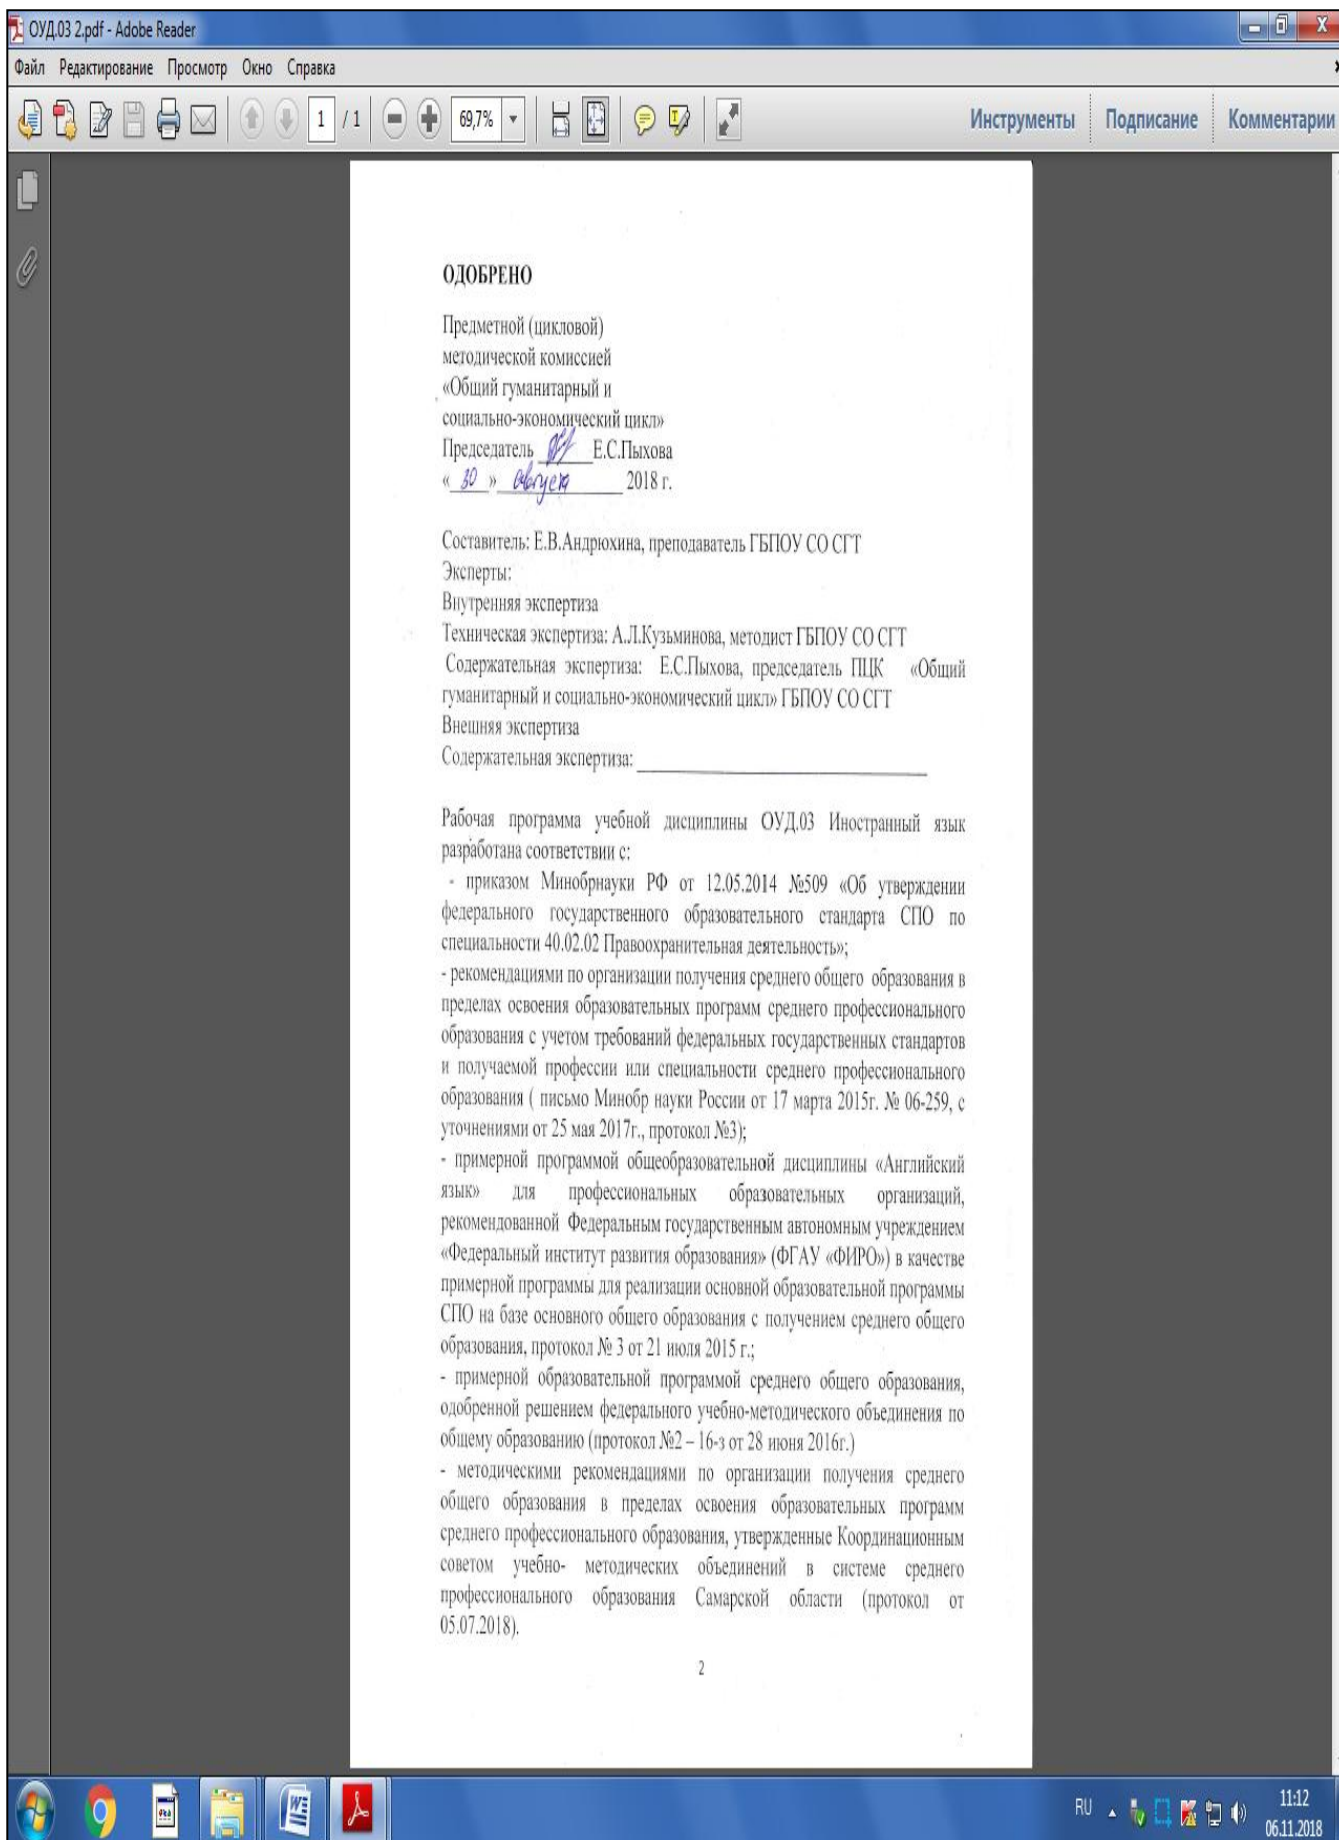 ОУД.03 2.pdf - Adobe Reader
Файл Редактирование Просмотр Окно Справка
1 / 1 69,7% Инструменты Подписание Комментарии
ОДОБРЕНО
Предметной (цикловой)
методической комиссией
«Общий гуманитарный и
социально-экономический цикл»
Председатель ______Е.С.Пыхова
« 30 » августа 2018 г.
Составитель: Е.В.Андрюхина, преподаватель ГБПОУ СО СГТ
Эксперты:
Внутренняя экспертиза
Техническая экспертиза: А.Л.Кузьминова, методист ГБПОУ СО СГТ
Содержательная экспертиза: Е.С.Пыхова, председатель ПЦК «Общий
гуманитарный и социально-экономический цикл» ГБПОУ СО СГТ
Внешняя экспертиза
Содержательная экспертиза: ______________________________
Рабочая программа учебной дисциплины ОУД.03 Иностранный язык
разработана соответствии с:
- приказом Минобрнауки РФ от 12.05.2014 №509 «Об утверждении
федерального государственного образовательного стандарта СПО по
специальности 40.02.02 Правоохранительная деятельность»;
- рекомендациями по организации получения среднего общего образования в
пределах освоения образовательных программ среднего профессионального
образования с учетом требований федеральных государственных стандартов
и получаемой профессии или специальности среднего профессионального
образования ( письмо Минобр науки России от 17 марта 2015г. № 06-259, с
уточнениями от 25 мая 2017г., протокол №3);
- примерной программой общеобразовательной дисциплины «Английский
язык» для профессиональных образовательных организаций,
рекомендованной Федеральным государственным автономным учреждением
«Федеральный институт развития образования» (ФГАУ «ФИРО») в качестве
примерной программы для реализации основной образовательной программы
СПО на базе основного общего образования с получением среднего общего
образования, протокол № 3 от 21 июля 2015 г.;
- примерной образовательной программой среднего общего образования,
одобренной решением федерального учебно-методического объединения по
общему образованию (протокол №2 – 16-з от 28 июня 2016г.)
- методическими рекомендациями по организации получения среднего
общего образования в пределах освоения образовательных программ
среднего профессионального образования, утвержденные Координационным
советом учебно- методических объединений в системе среднего
профессионального образования Самарской области (протокол от
05.07.2018).
2
RU 11:12
06.11.2018